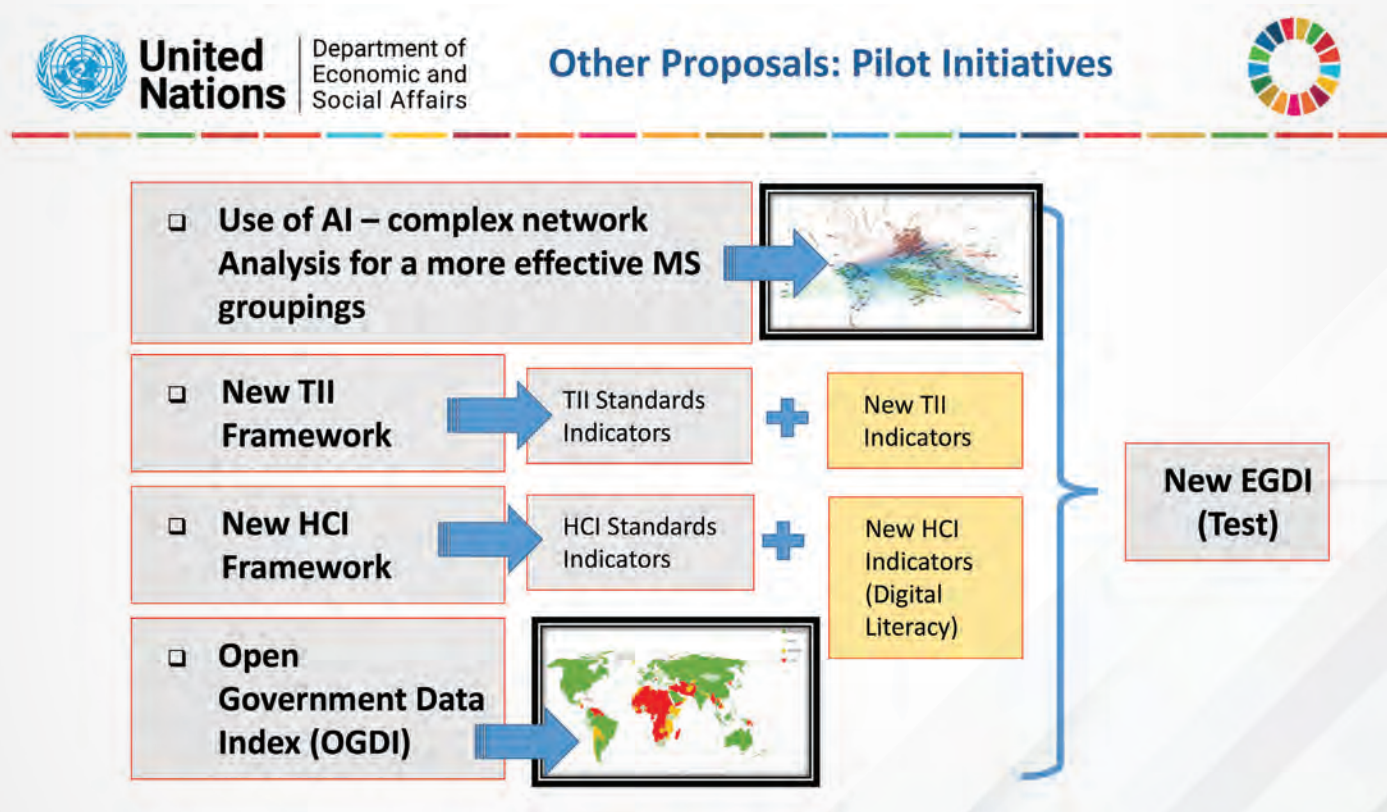 United
Nations
Department of
Economic and
Social Affairs
Other Proposals: Pilot Initiatives
Use of AI – complex network
Analysis for a more effective MS
groupings
New TII
Framework
TII Standards
Indicators
New TII
Indicators
New HCI
Framework
HCI Standards
Indicators
New HCI
Indicators
(Digital
Literacy)
Open
Government Data
Index (OGDI)
New EGDI
(Test)